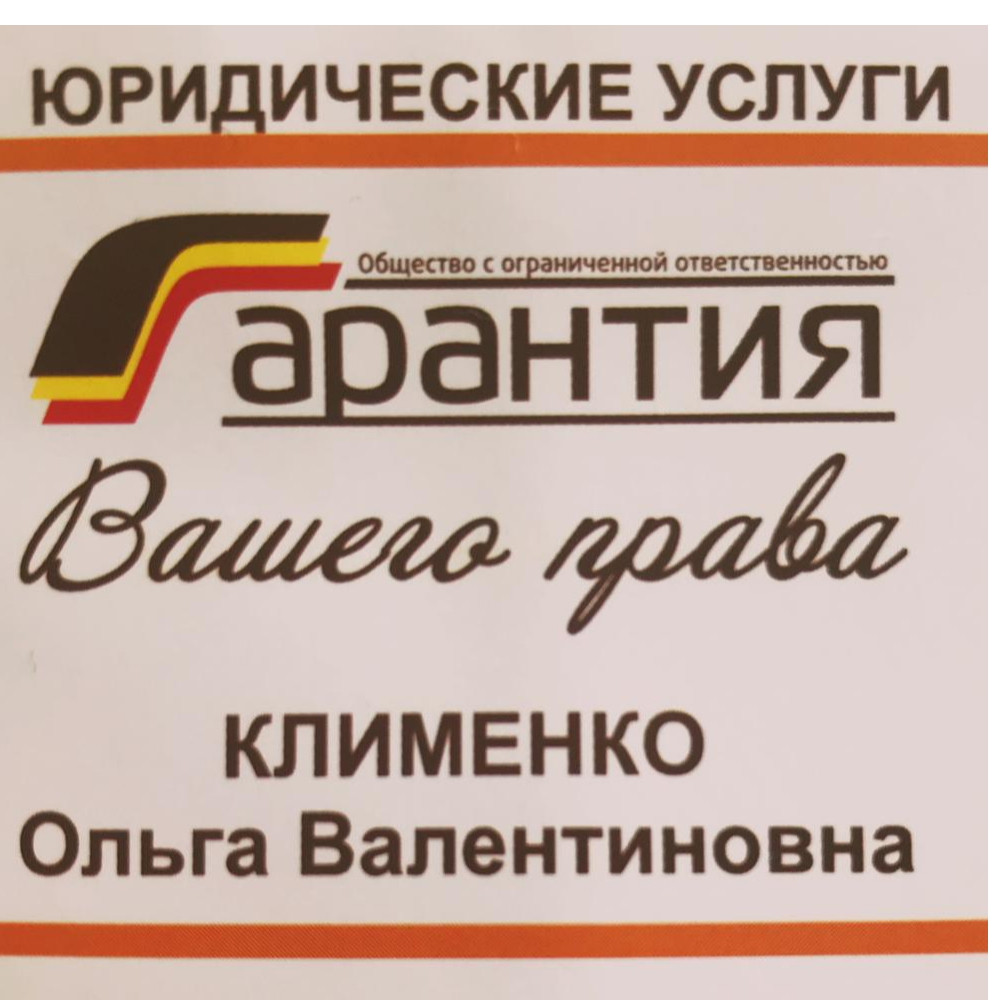 ЮРИДИЧЕСКИЕ УСЛУГИ
Общество с ограниченной ответственностью
Гарантия
Вашего права
КЛИМЕНКО
Ольга Валентиновна